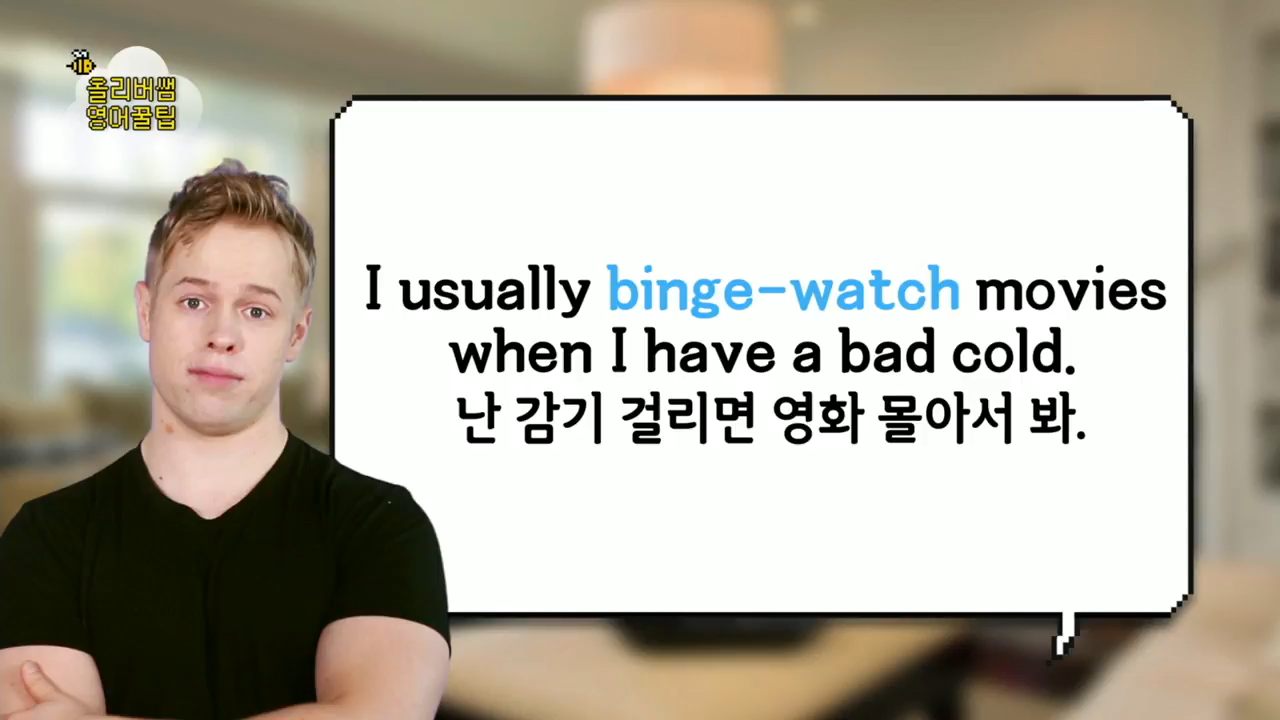 올리버쌤
영어꿀팁
I usually binge-watch movies
when I have a bad cold.
난 감기 걸리면 영화 몰아서 봐.